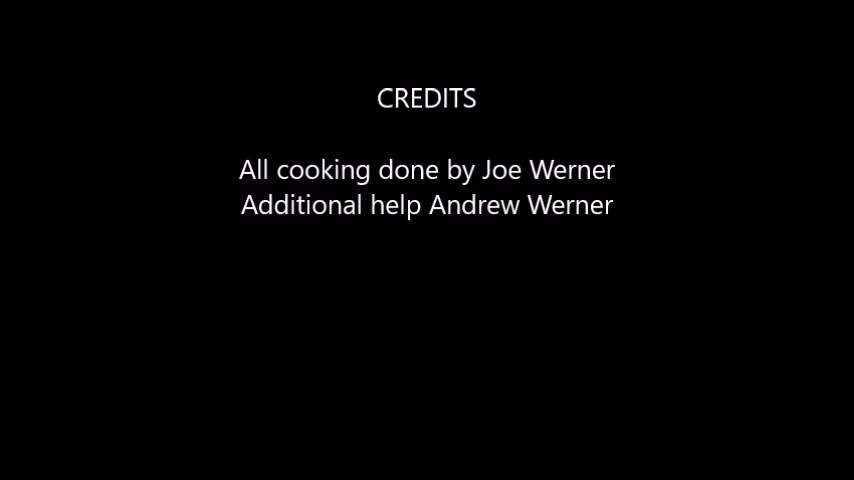 CREDITS
All cooking done by Joe Werner
Additional help Andrew Werner